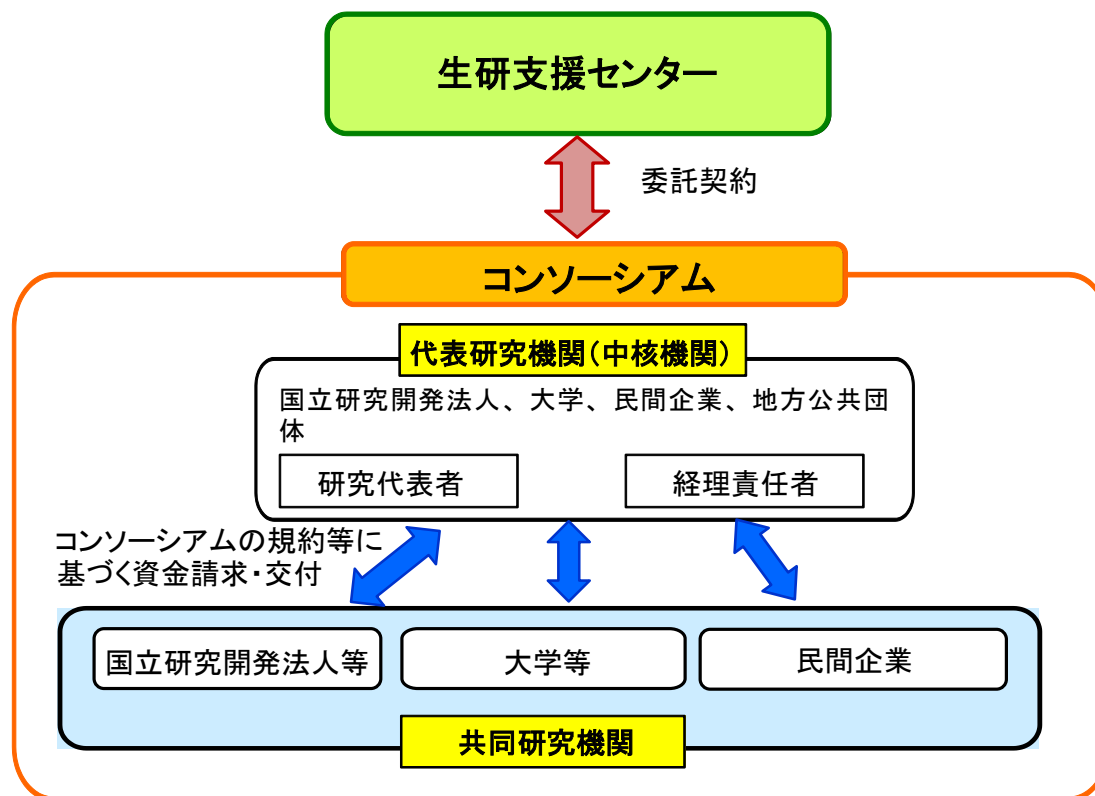 生研支援センター
委託契約
コンソーシアム
代表研究機関(中核機関)
国立研究開発法人、大学、民間企業、地方公共団
体
研究代表者
経理責任者
コンソーシアムの規約等に
基づく資金請求・交付
国立研究開発法人等
大学等
民間企業
共同研究機関